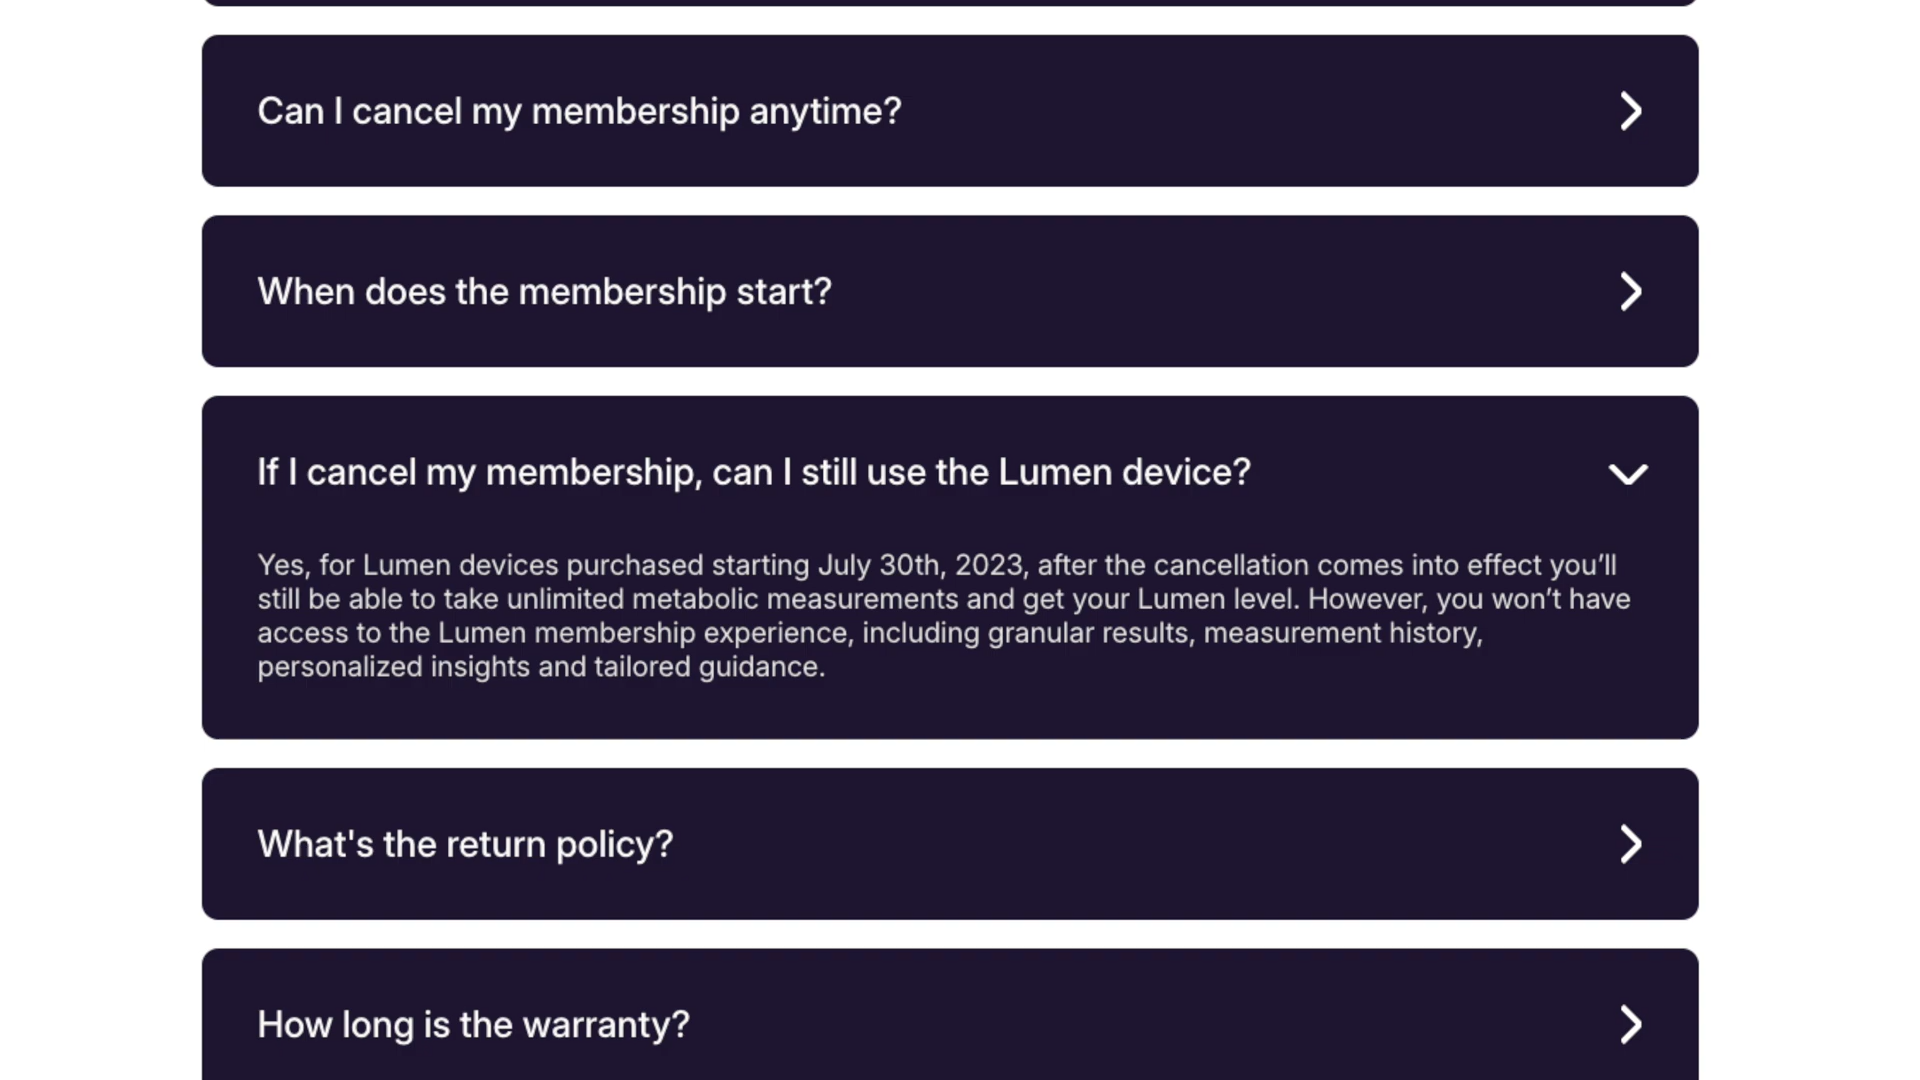 Can I cancel my membership anytime?
When does the membership start?
If I cancel my membership, can I still use the Lumen device?
Yes, for Lumen devices purchased starting July 30th, 2023, after the cancellation comes into effect you’ll
still be able to take unlimited metabolic measurements and get your Lumen level. However, you won’t have
access to the Lumen membership experience, including granular results, measurement history,
personalized insights and tailored guidance.
What's the return policy?
How long is the warranty?